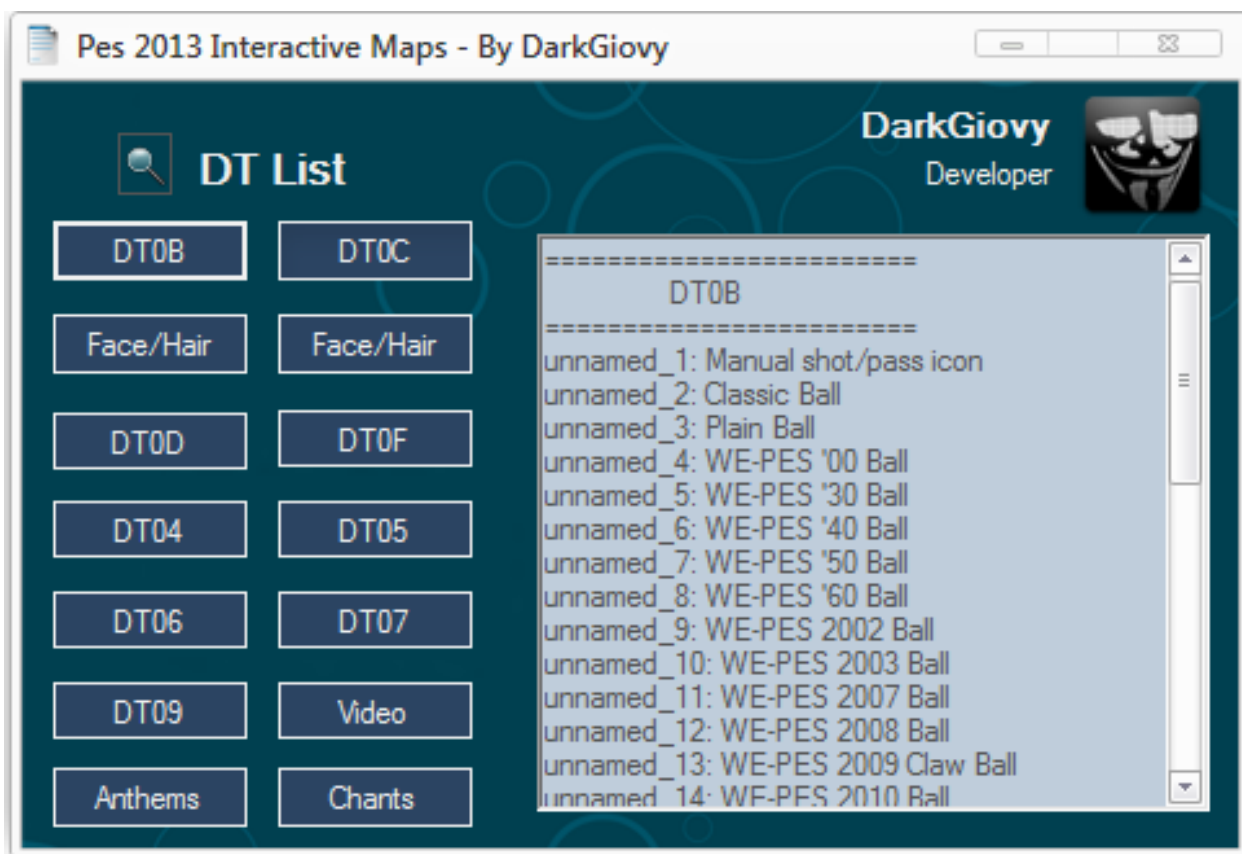 Pes 2013 Interactive Maps - By DarkGiovy
DarkGiovy
Developer
DT List
DT0B
DT0C
Face/Hair
Face/Hair
DT0D
DT0F
DT04
DT05
DT06
DT07
DT09
Video
Anthems
Chants
========================
DT0B
========================
unnamed_1: Manual shot/pass icon
unnamed_2: Classic Ball
unnamed_3: Plain Ball
unnamed_4: WE-PES '00 Ball
unnamed_5: WE-PES '30 Ball
unnamed_6: WE-PES '40 Ball
unnamed_7: WE-PES '50 Ball
unnamed_8: WE-PES '60 Ball
unnamed_9: WE-PES 2002 Ball
unnamed_10: WE-PES 2003 Ball
unnamed_11: WE-PES 2007 Ball
unnamed_12: WE-PES 2008 Ball
unnamed_13: WE-PES 2009 Claw Ball
unnamed_14: WE-PES 2010 Ball